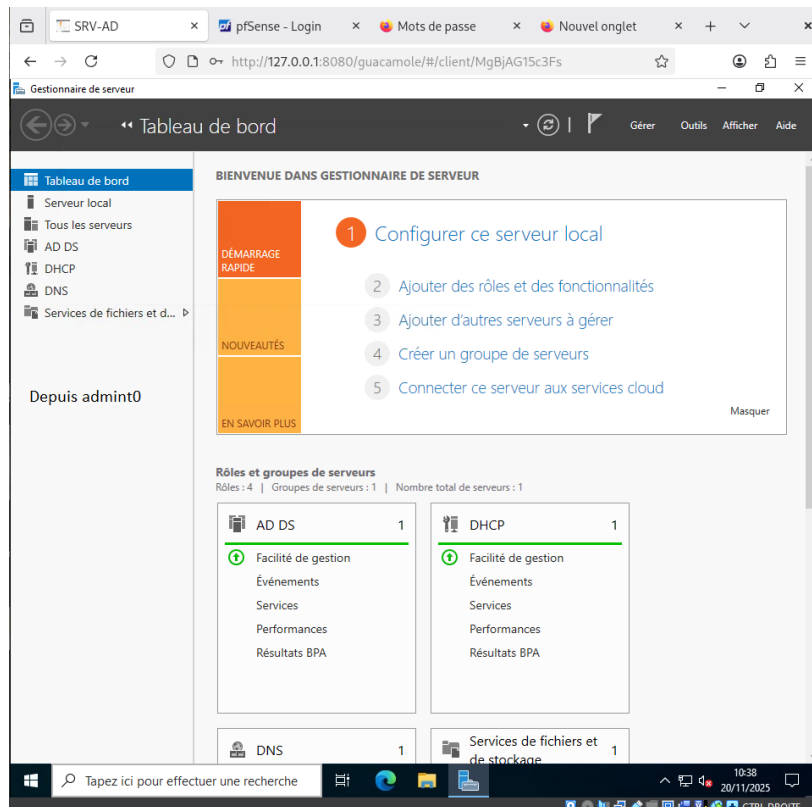 SRV-AD
pfSense - Login
Mots de passe
Nouvel onglet
http://127.0.0.1:8080/guacamole/#/client/MgBjAG15c3Fs
Gestionnaire de serveur
Tableau de bord
Gérer
Outils
Afficher
Aide
Tableau de bord
Serveur local
Tous les serveurs
AD DS
DHCP
DNS
Services de fichiers et d...
Depuis admint0
BIENVENUE DANS GESTIONNAIRE DE SERVEUR
DÉMARRAGE
RAPIDE
NOUVEAUTÉS
EN SAVOIR PLUS
1 Configurer ce serveur local
2 Ajouter des rôles et des fonctionnalités
3 Ajouter d'autres serveurs à gérer
4 Créer un groupe de serveurs
5 Connecter ce serveur aux services cloud
Masquer
Rôles et groupes de serveurs
Rôles : 4 | Groupes de serveurs : 1 | Nombre total de serveurs : 1
AD DS 1
Facilité de gestion
Événements
Services
Performances
Résultats BPA
DHCP 1
Facilité de gestion
Événements
Services
Performances
Résultats BPA
DNS 1
Services de fichiers et
de stockage
1
Tapez ici pour effectuer une recherche
10:38
20/11/2025
CTRL DROITE